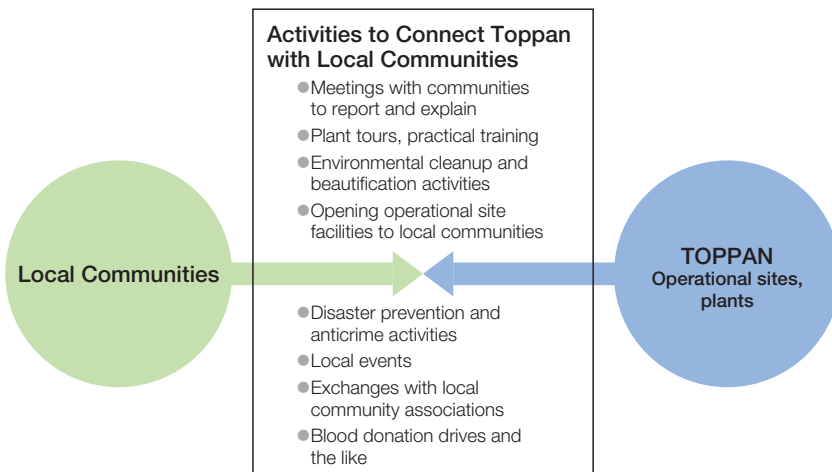 Activities to Connect Toppan
with Local Communities
●Meetings with communities
to report and explain
●Plant tours, practical training
●Environmental cleanup and
beautification activities
●Opening operational site
facilities to local communities
Local Communities
TOPPAN
Operational sites,
plants
●Disaster prevention and
anticrime activities
●Local events
●Exchanges with local
community associations
●Blood donation drives and
the like